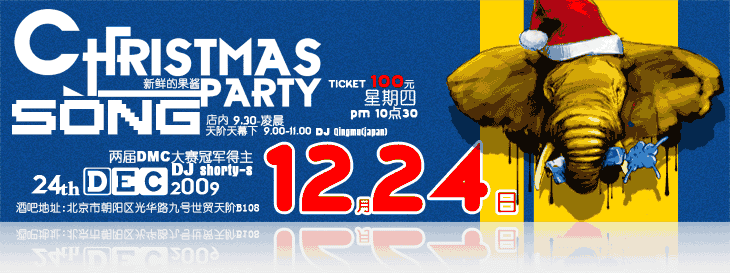 CHRISTMAS
新鲜的果酱
PARTY
SONG
TICKET 100元
星期四
pm 10点30
店内 9.30-凌晨
天阶天幕下 9.00-11.00 DJ Qingmu(japan)
两届DMC大赛冠军得主
DJ shorty-s
24th DEC 2009
12月24日
酒吧地址:北京市朝阳区光华路九号世贸天阶B108